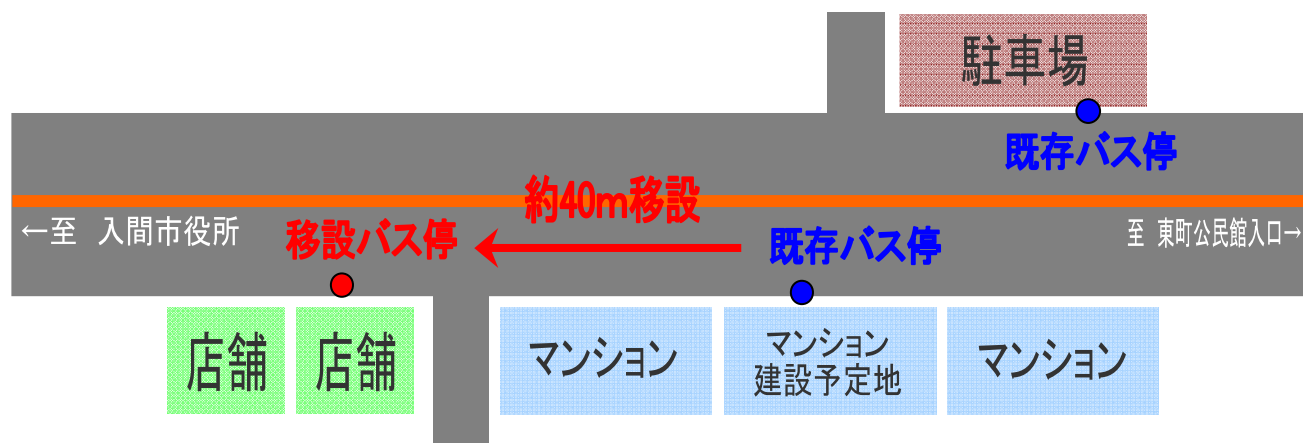 駐車場
既存バス停
約40m移設
←至 入間市役所
移設バス停
既存バス停
至 東町公民館入口→
店舗
店舗
マンション
マンション
建設予定地
マンション